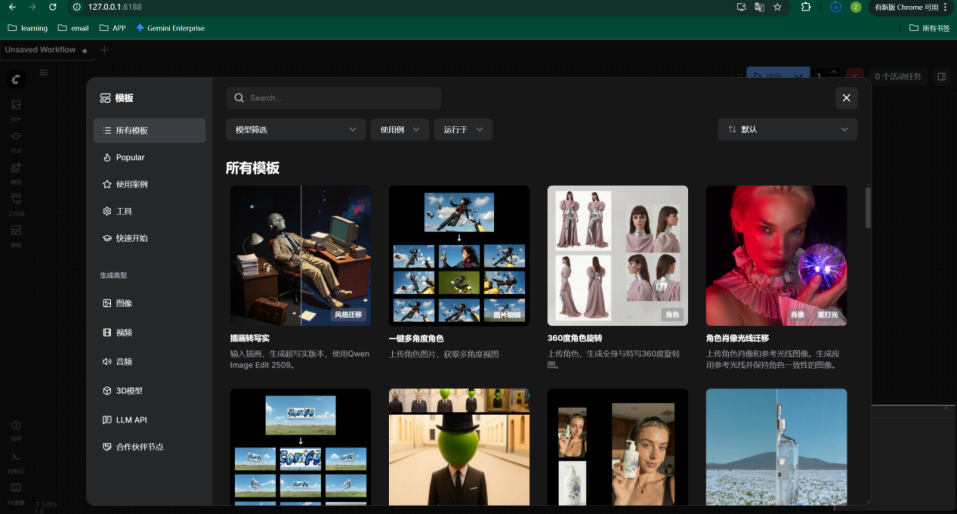 127.0.0.1:8188
有新版 Chrome 可用
learning
email
APP
Gemini Enterprise
所有书签
Unsaved Workflow
1
0 个活动任务
模板
Search...
所有模板
模型筛选
使用例
运行于
默认
Popular
使用案例
工具
快速开始
生成类型
图像
视频
音频
3D模型
LLM API
合作伙伴节点
所有模板
风格迁移
图片编辑
角色
肖像
重打光
插画转写实
输入插画，生成超写实版本，使用Qwen
Image Edit 2509。
一键多角度角色
上传角色图片，获取多角度视图
360度角色旋转
上传角色，生成全身与特写360度旋转
图。
角色肖像光线迁移
上传角色肖像和参考光线图像。生成应
用参考光线并保持角色一致性的图像。